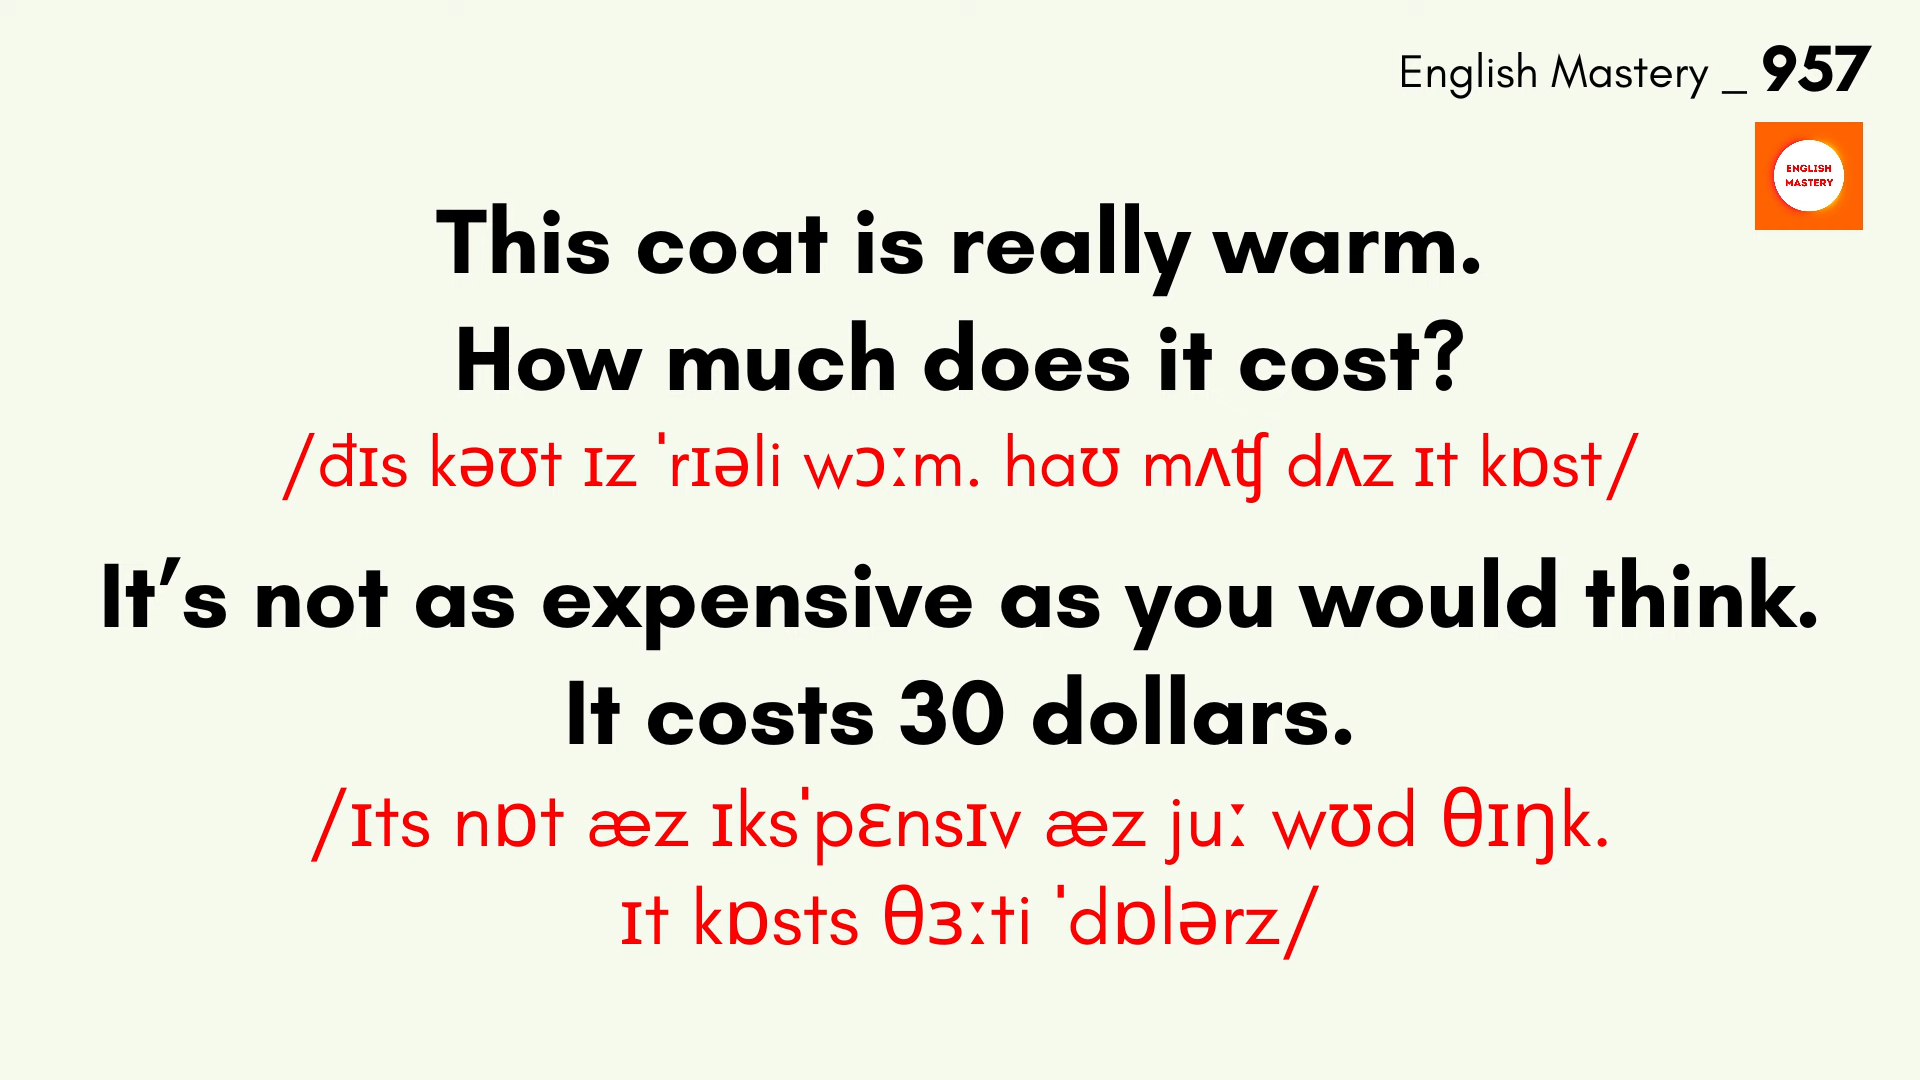 English Mastery _ 957
ENGLISH
MASTERY
This coat is really warm.
How much does it cost?
/đɪs kəʊt ɪz ˈrɪəli wɔːm. haʊ mʌʧ dʌz ɪt kɒst/
It’s not as expensive as you would think.
It costs 30 dollars.
/ɪts nɒt æz ɪksˈpɛnsɪv æz juː wʊd θɪŋk.
ɪt kɒsts θɜːti ˈdɒlərz/